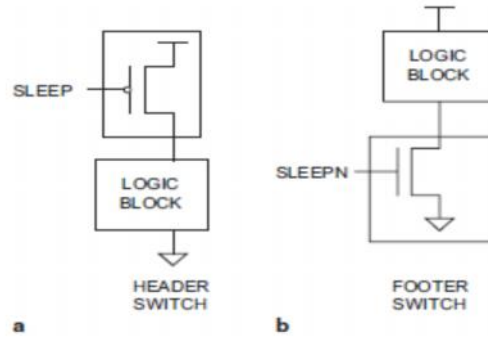 SLEEP
LOGIC
BLOCK
HEADER
SWITCH
a
LOGIC
BLOCK
SLEEPN
FOOTER
SWITCH
b